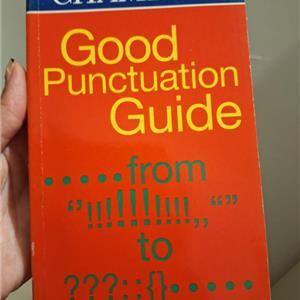 Good
Punctuation
Guide
.....from
‘’!!!!!!!!!,,“”
to
???::{}.....